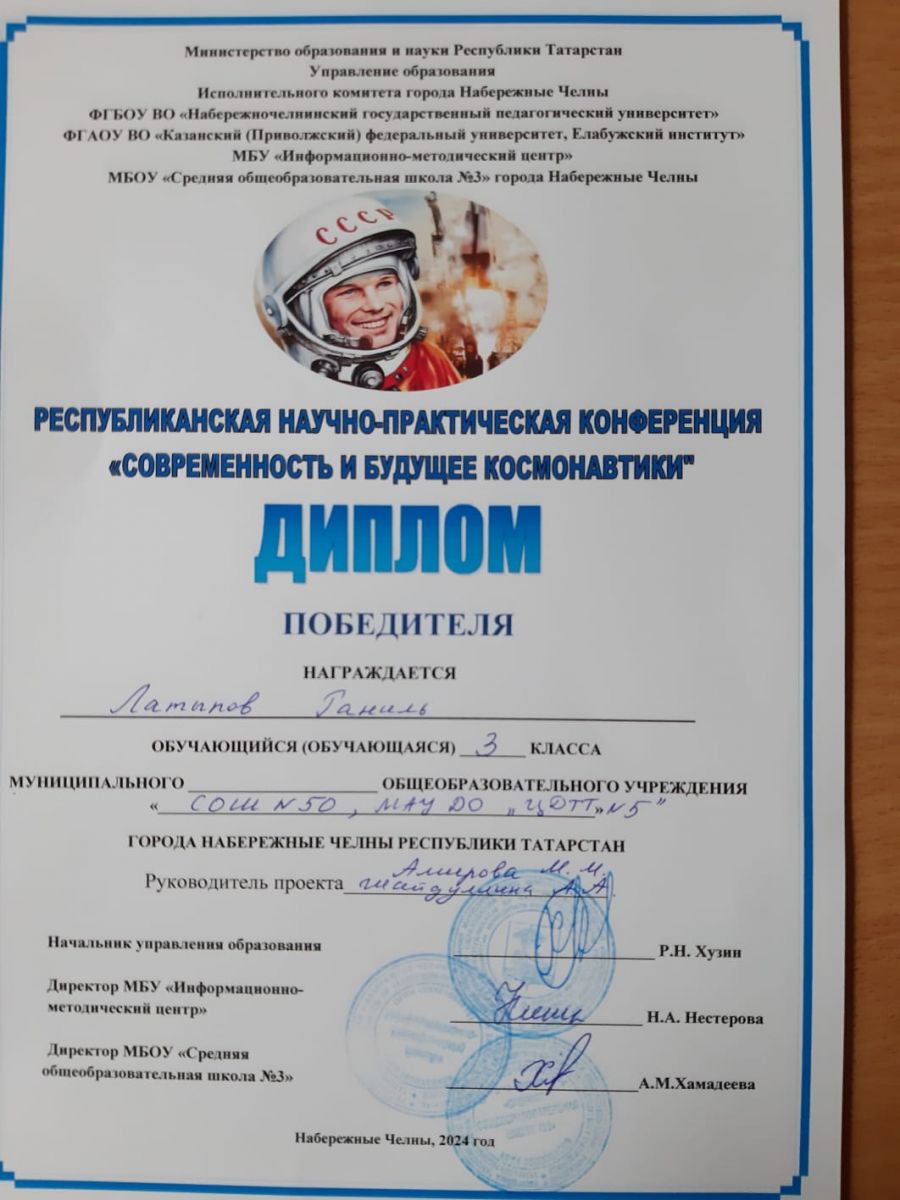 Министерство образования и науки Республики Татарстан
Управление образования
Исполнительного комитета города Набережные Челны
ФГБОУ ВО «Набережночелнинский государственный педагогический университет»
ФГАОУ ВО «Казанский (Приволжский) федеральный университет, Елабужский институт»
МБУ «Информационно-методический центр»
МБОУ «Средняя общеобразовательная школа №3» города Набережные Челны
СССР
РЕСПУБЛИКАНСКАЯ НАУЧНО-ПРАКТИЧЕСКАЯ КОНФЕРЕНЦИЯ
«СОВРЕМЕННОСТЬ И БУДУЩЕЕ КОСМОНАВТИКИ"
ДИПЛОМ
ПОБЕДИТЕЛЯ
НАГРАЖДАЕТСЯ
Латыпов Ганиль
ОБУЧАЮЩИЙСЯ (ОБУЧАЮЩАЯСЯ) 3 КЛАССА
МУНИЦИПАЛЬНОГО ОБЩЕОБРАЗОВАТЕЛЬНОГО УЧРЕЖДЕНИЯ
« СОШ N50, МАУ ДО „ЦДТТ» N5"
ГОРОДА НАБЕРЕЖНЫЕ ЧЕЛНЫ РЕСПУБЛИКИ ТАТАРСТАН
Амирова М. М.
Руководитель проекта А.А.
Начальник управления образования Р.Н. Хузин
Директор МБУ «Информационно-
методический центр» Н.А. Нестерова
Директор МБОУ «Средняя
общеобразовательная школа №3» А.М.Хамадеева
Набережные Челны, 2024 год